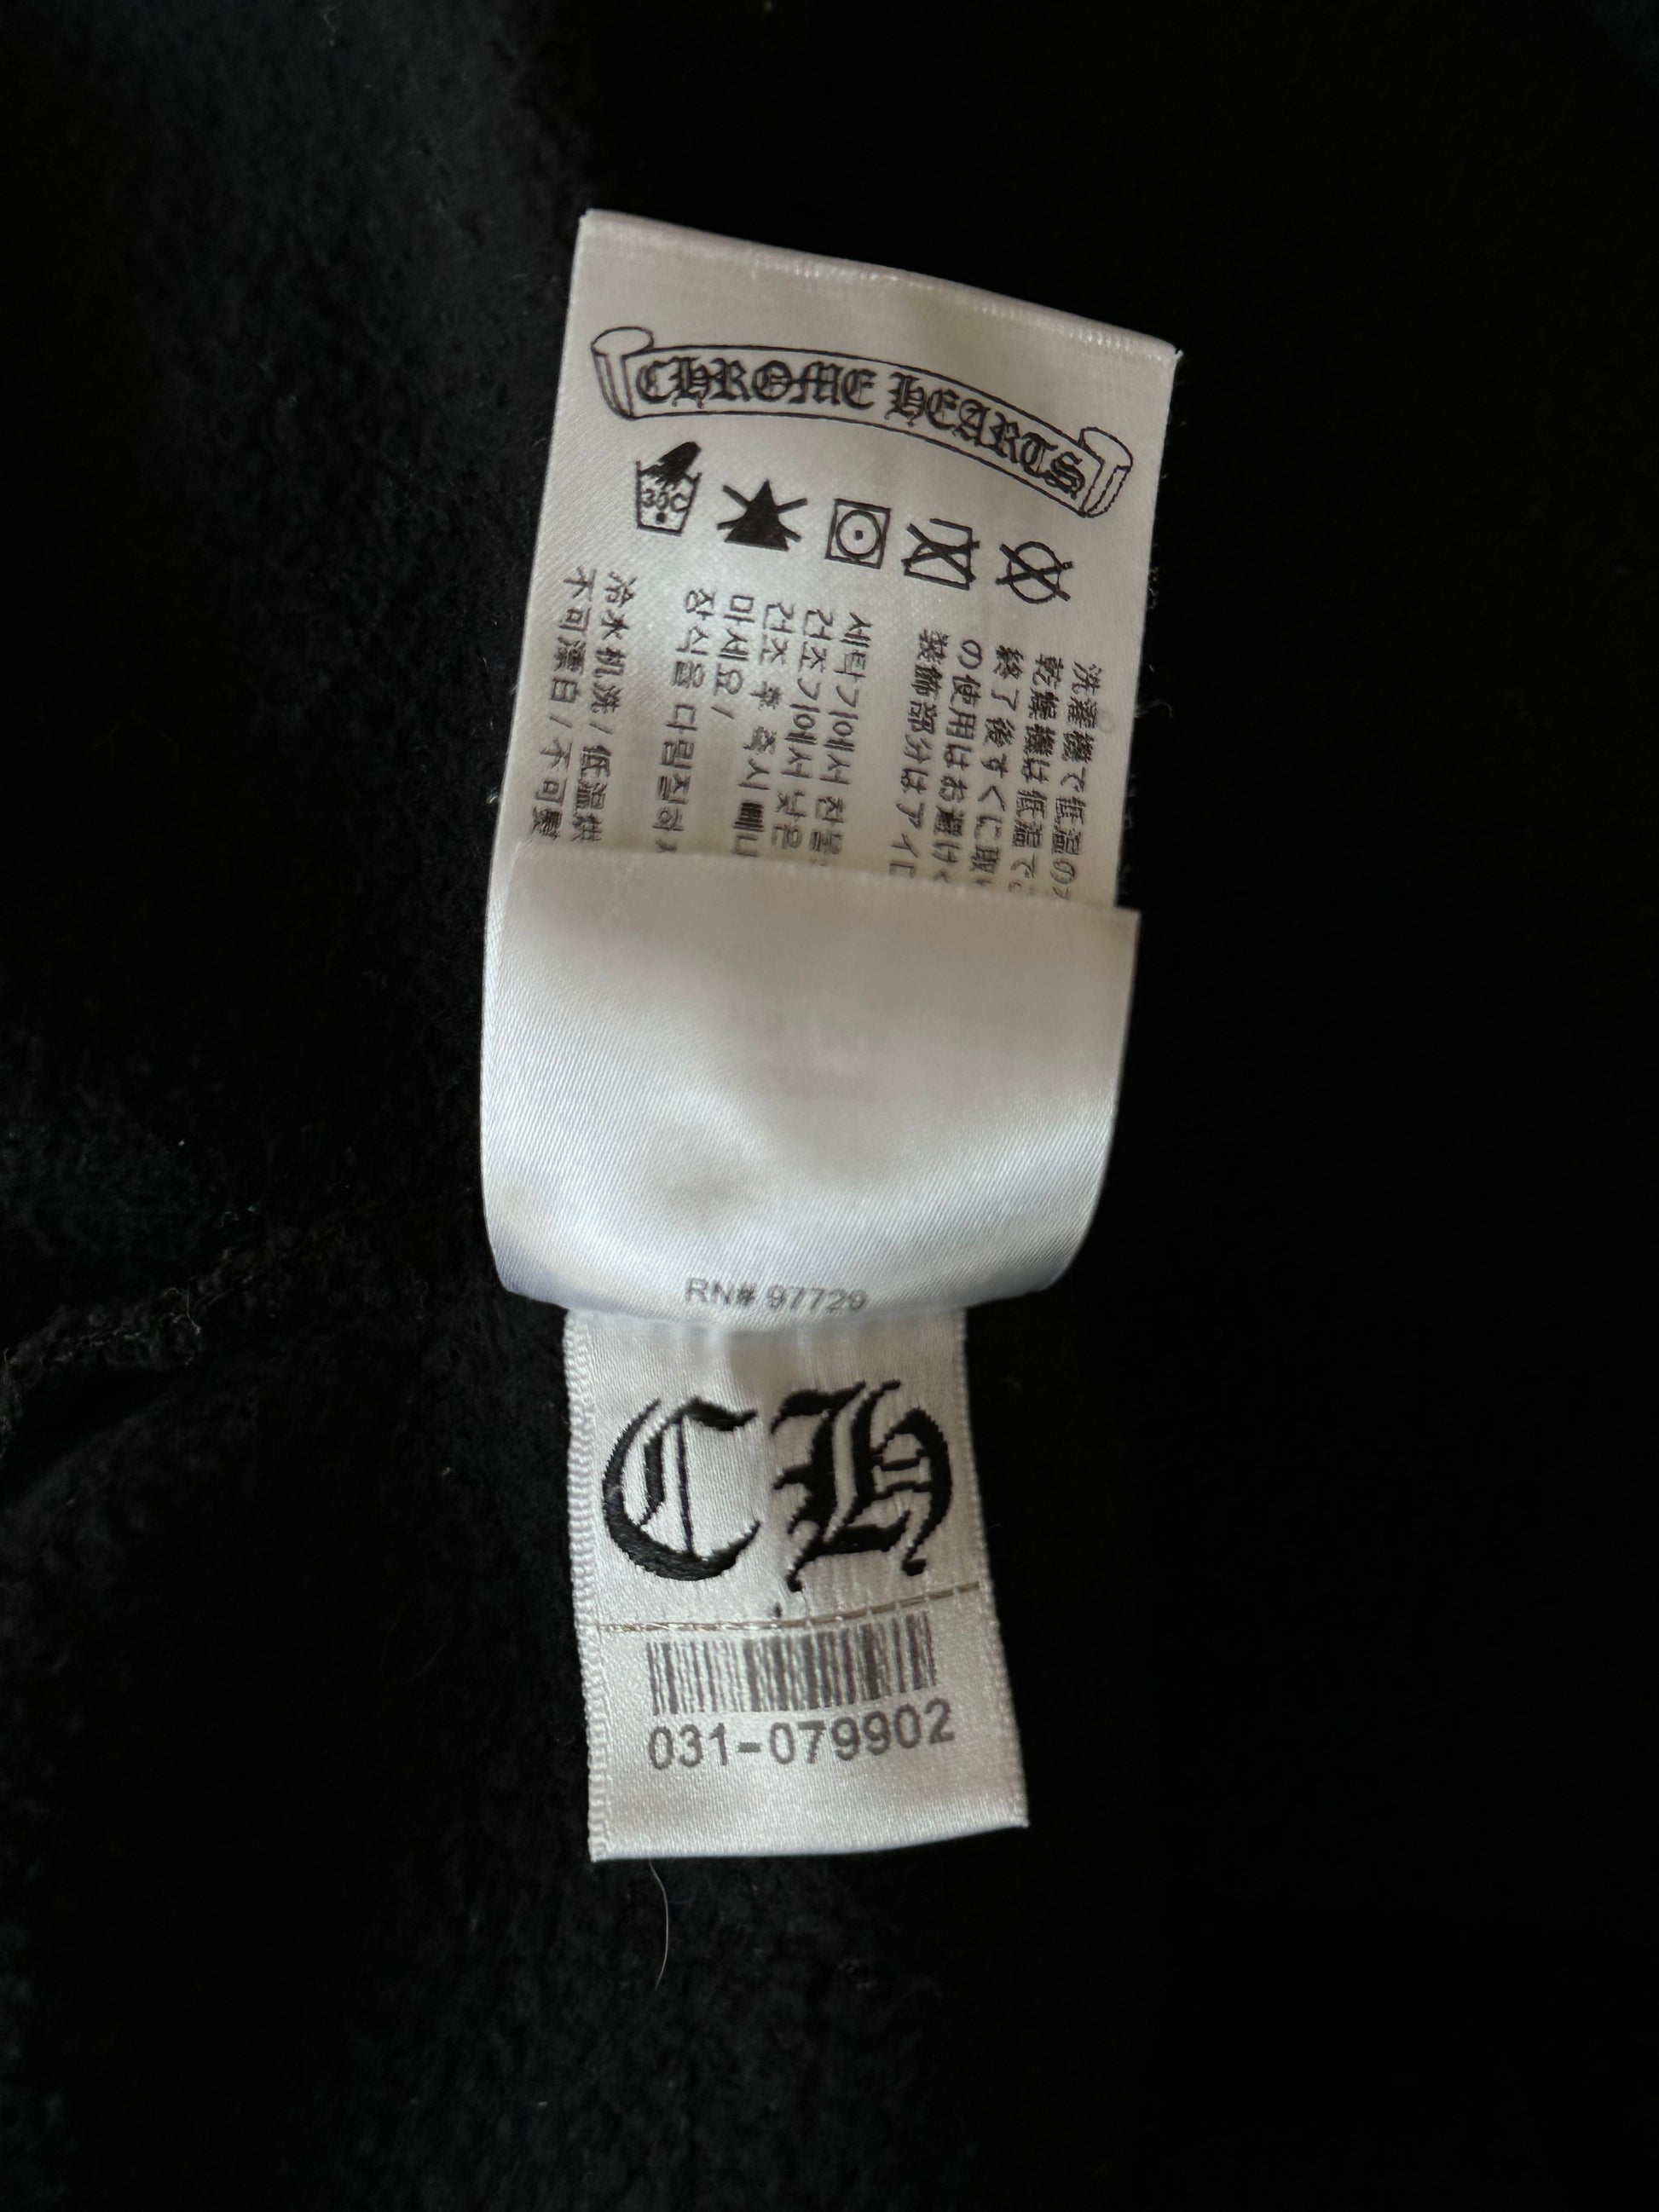 CHROME HEARTS
30C
洗濯機で低温の
乾燥機は低温で
終了後すぐに取
の使用はお避け
装飾部分はアイ
세탁기에서 찬물
건조기에서 낮은
건조 후 즉시 빼
마세요 /
장식을 다림질하
冷水机洗 / 低温烘
不可漂白 / 不可熨
RN# 97729
CH
031-079902